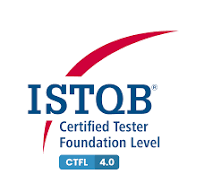 ISTQB®
Certified Tester
Foundation Level
CTFL 4.0